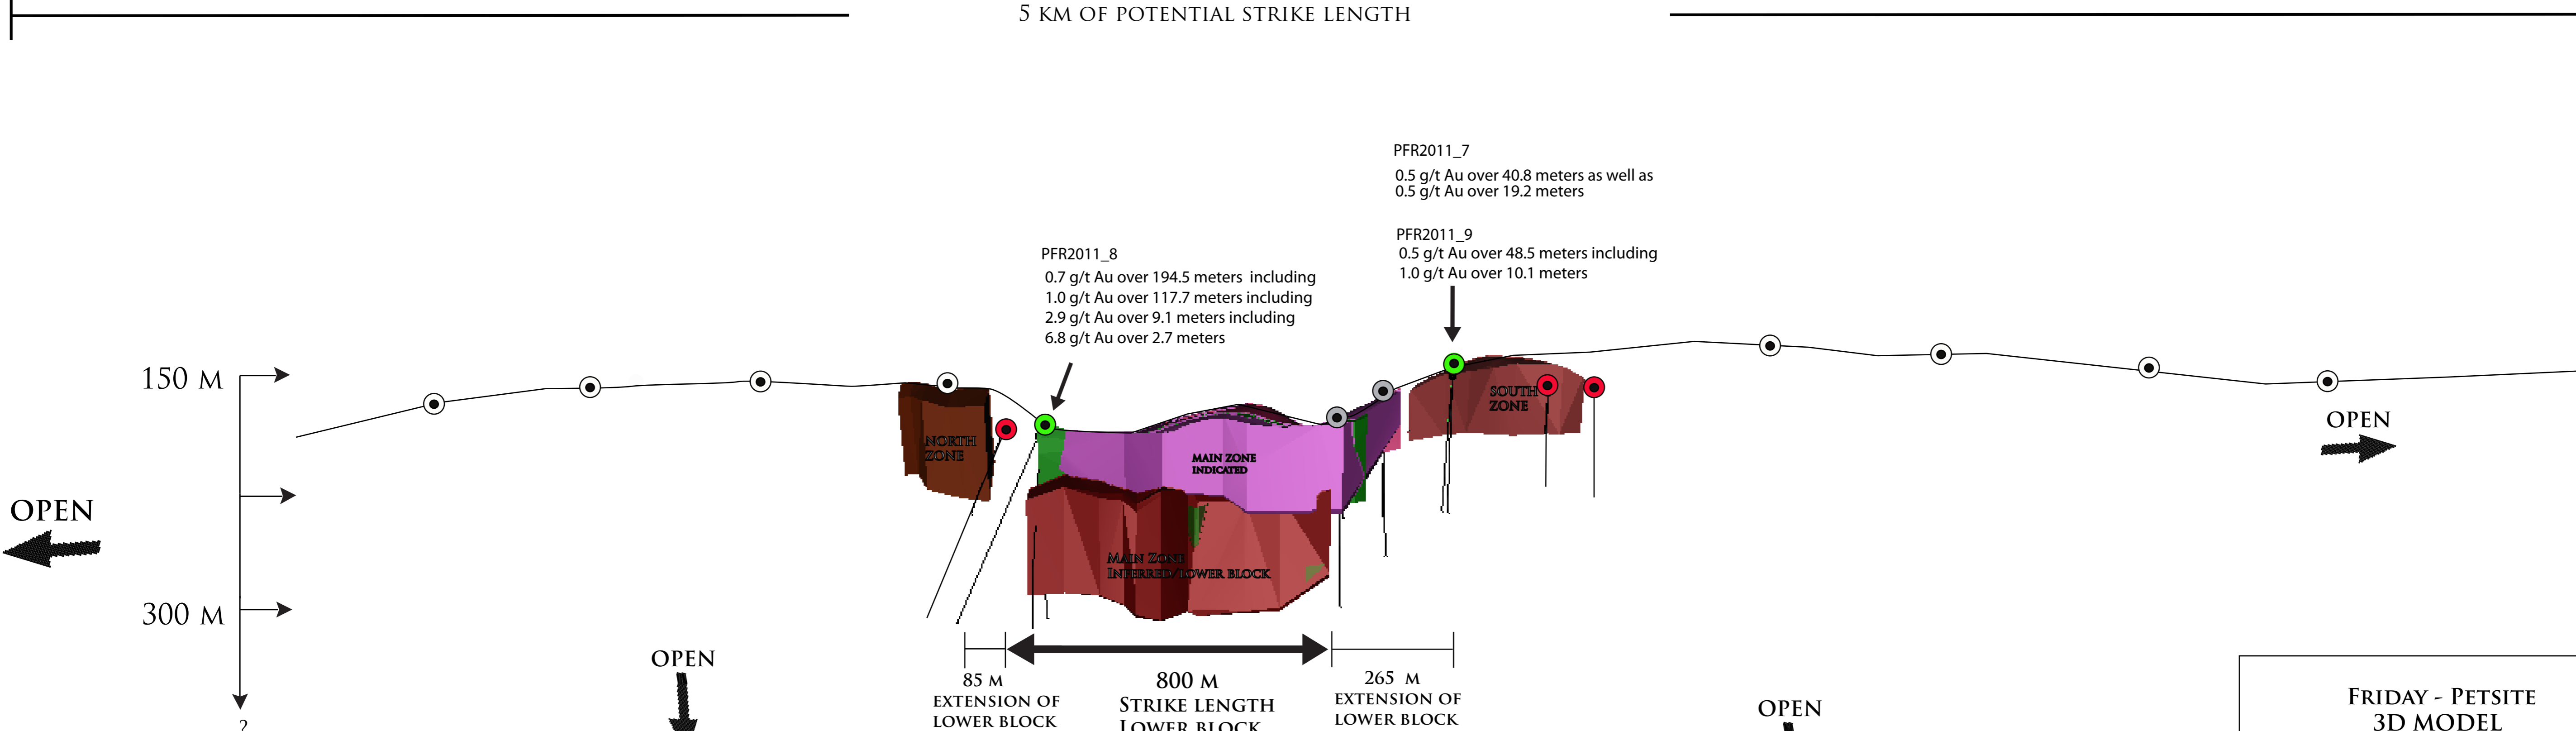 5 KM OF POTENTIAL STRIKE LENGTH
PFR2011_7
0.5 g/t Au over 40.8 meters as well as
0.5 g/t Au over 19.2 meters
PFR2011_9
0.5 g/t Au over 48.5 meters including
1.0 g/t Au over 10.1 meters
PFR2011_8
0.7 g/t Au over 194.5 meters including
1.0 g/t Au over 117.7 meters including
2.9 g/t Au over 9.1 meters including
6.8 g/t Au over 2.7 meters
150 M
SOUTH
ZONE
OPEN
NORTH
ZONE
MAIN ZONE
INDICATED
OPEN
MAIN ZONE
INFERRED/LOWER BLOCK
300 M
OPEN
85 M
EXTENSION OF
LOWER BLOCK
800 M
STRIKE LENGTH
LOWER BLOCK
265 M
EXTENSION OF
LOWER BLOCK
OPEN
FRIDAY - PETSITE
3D MODEL
?